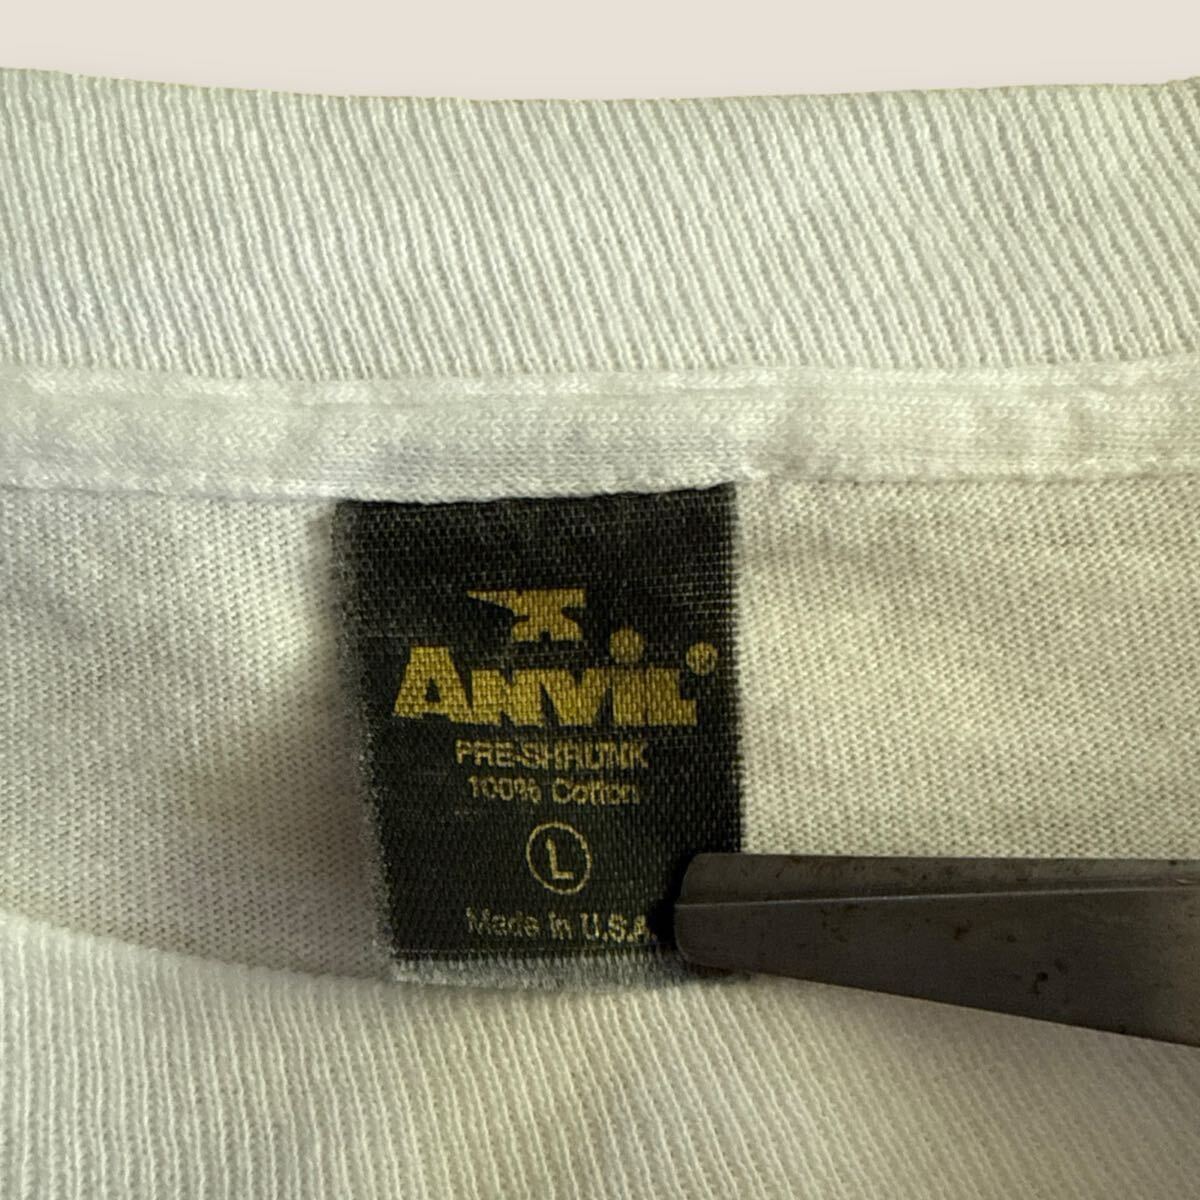 ANViL®
PRE-SHRUNK
100% Cotton
L
Made in U.S.A.